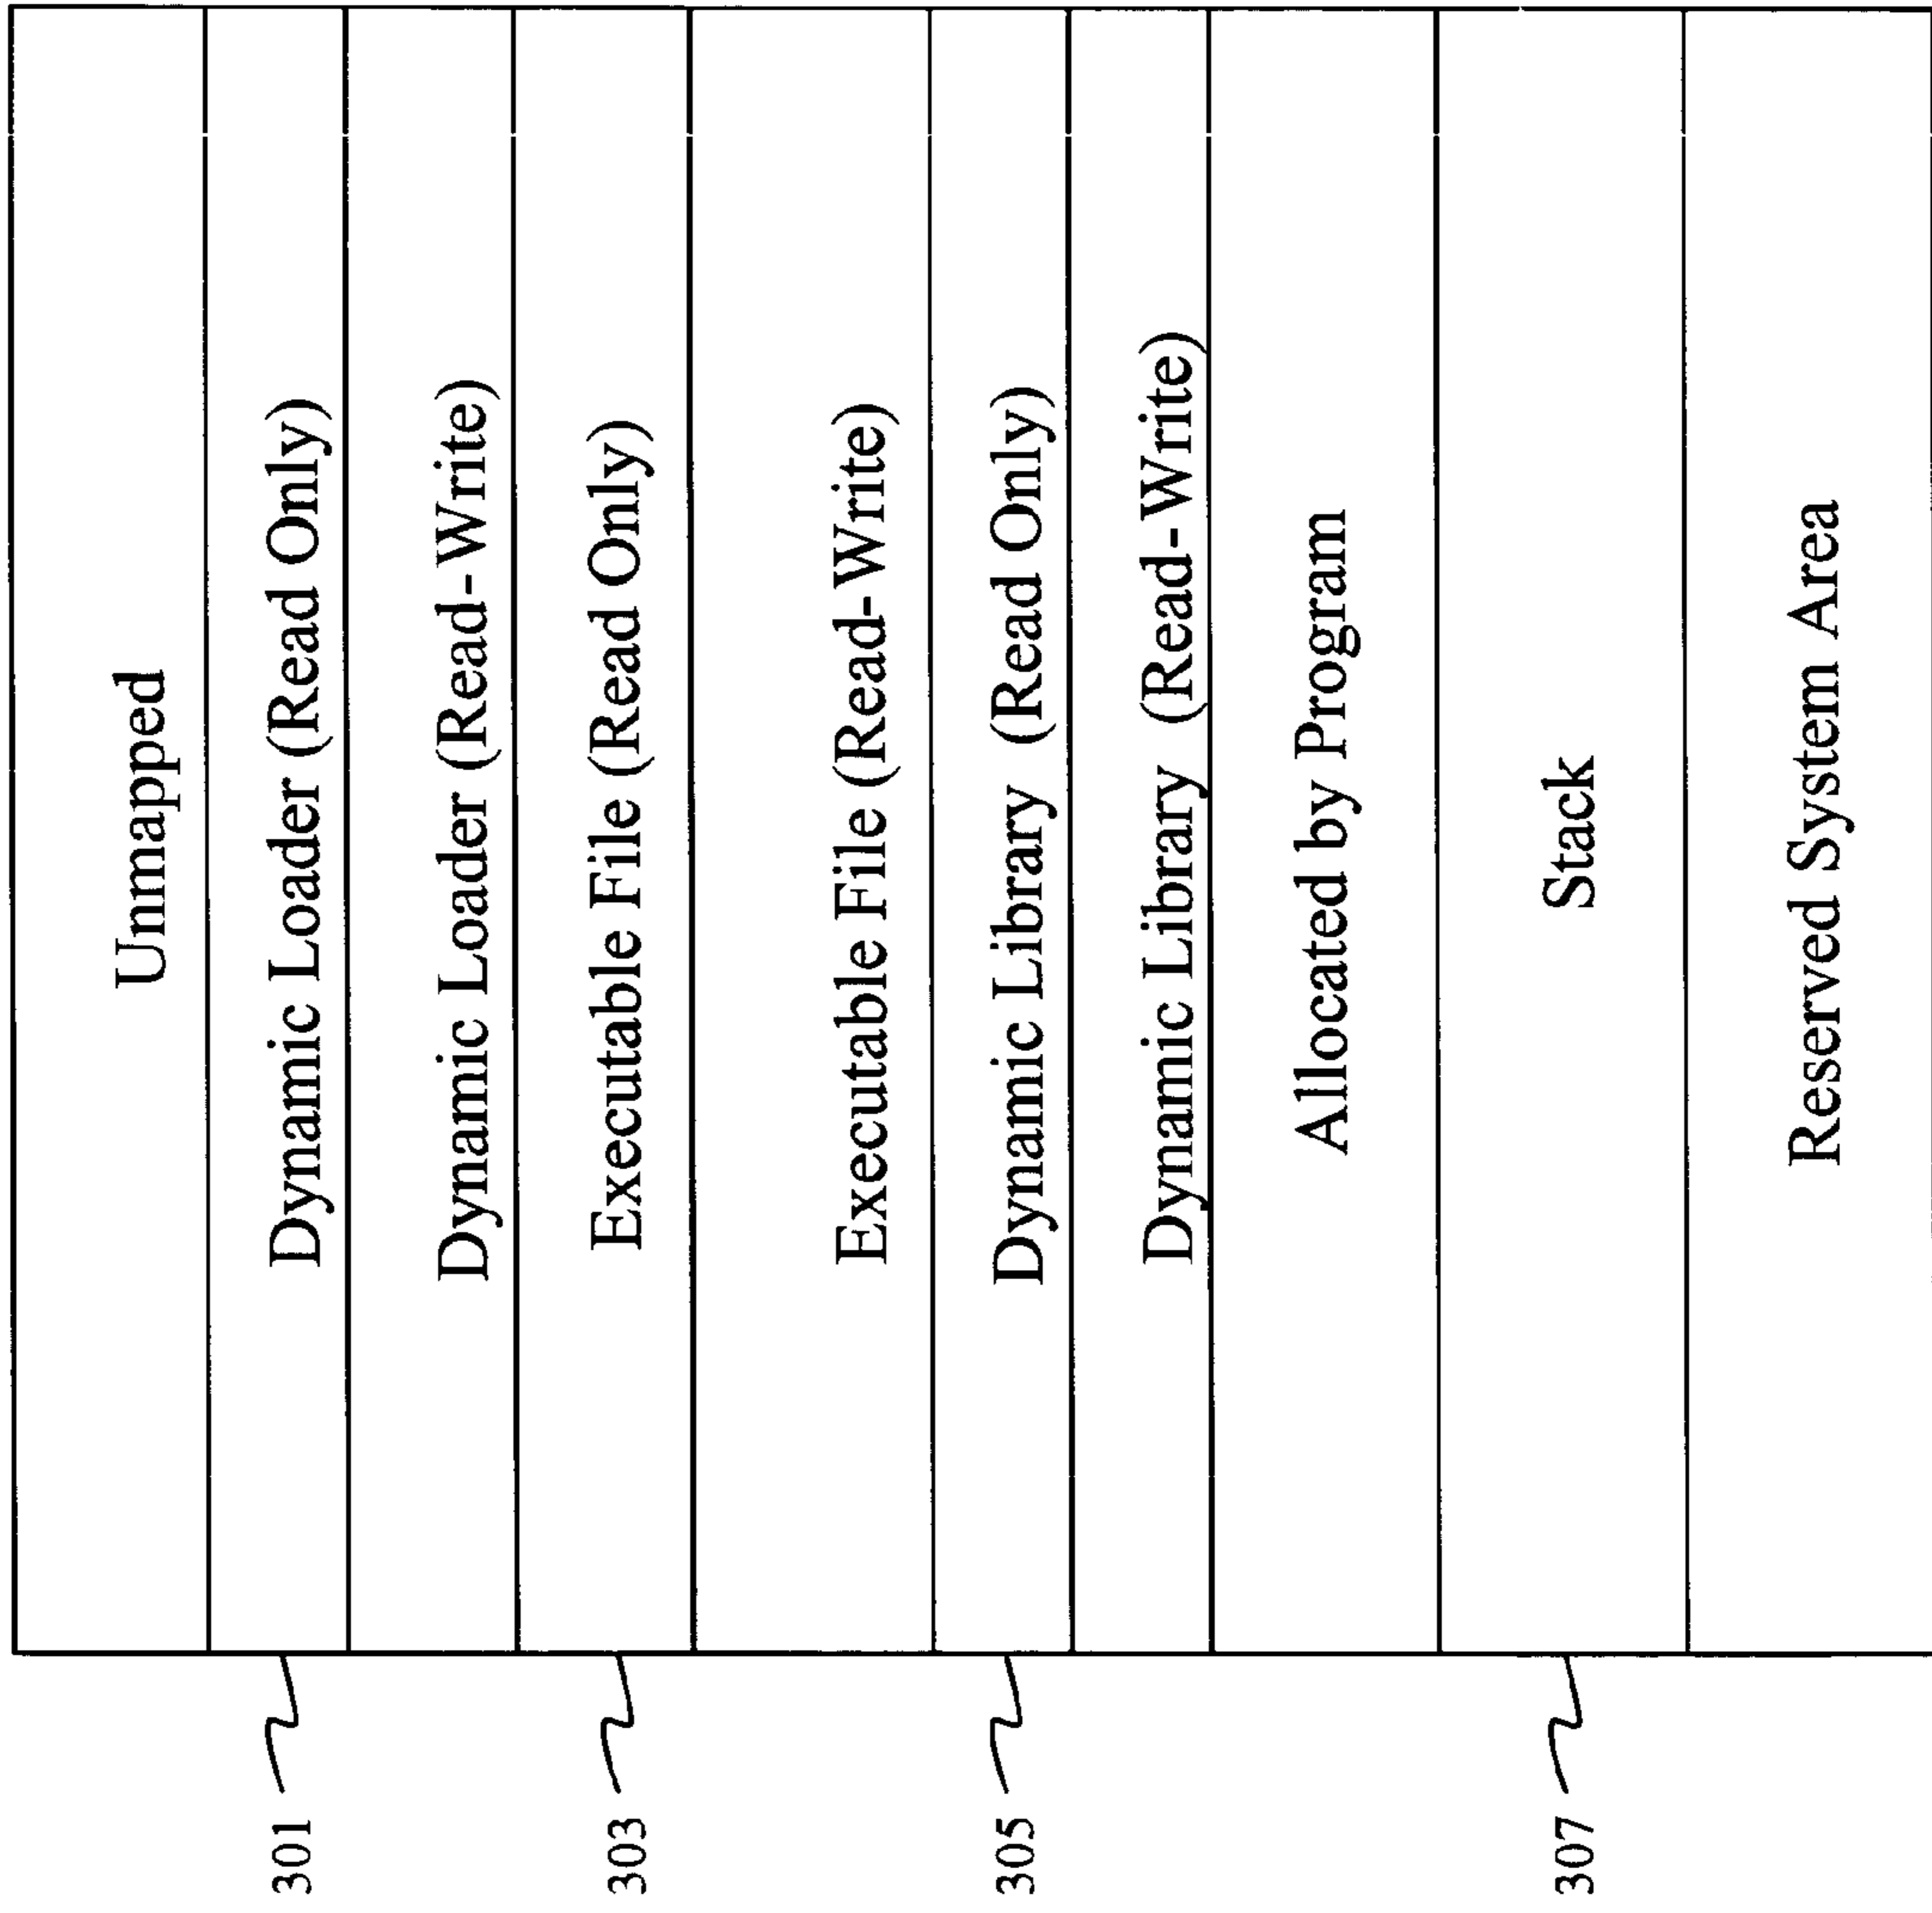 Unmapped
301 Dynamic Loader (Read Only)
Dynamic Loader (Read-Write)
303 Executable File (Read Only)
Executable File (Read-Write)
305 Dynamic Library (Read Only)
Dynamic Library (Read-Write)
Allocated by Program
307 Stack
Reserved System Area